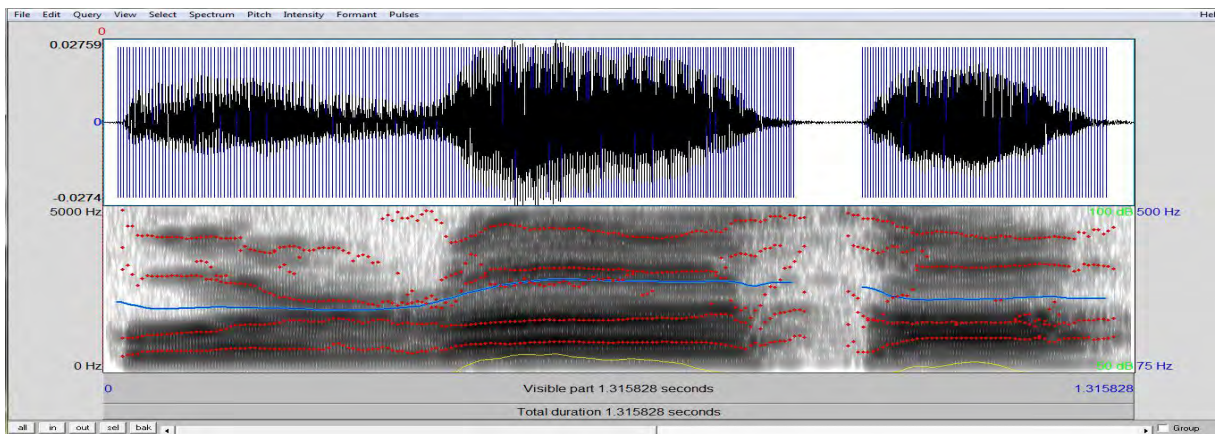 File Edit Query View Select Spectrum Pitch Intensity Formant Pulses Hel
0
0.02759
0
-0.0274
5000 Hz 100 dB 500 Hz
0 Hz 75 Hz
0 Visible part 1.315828 seconds 1.315828
Total duration 1.315828 seconds
all in out sel bak Group